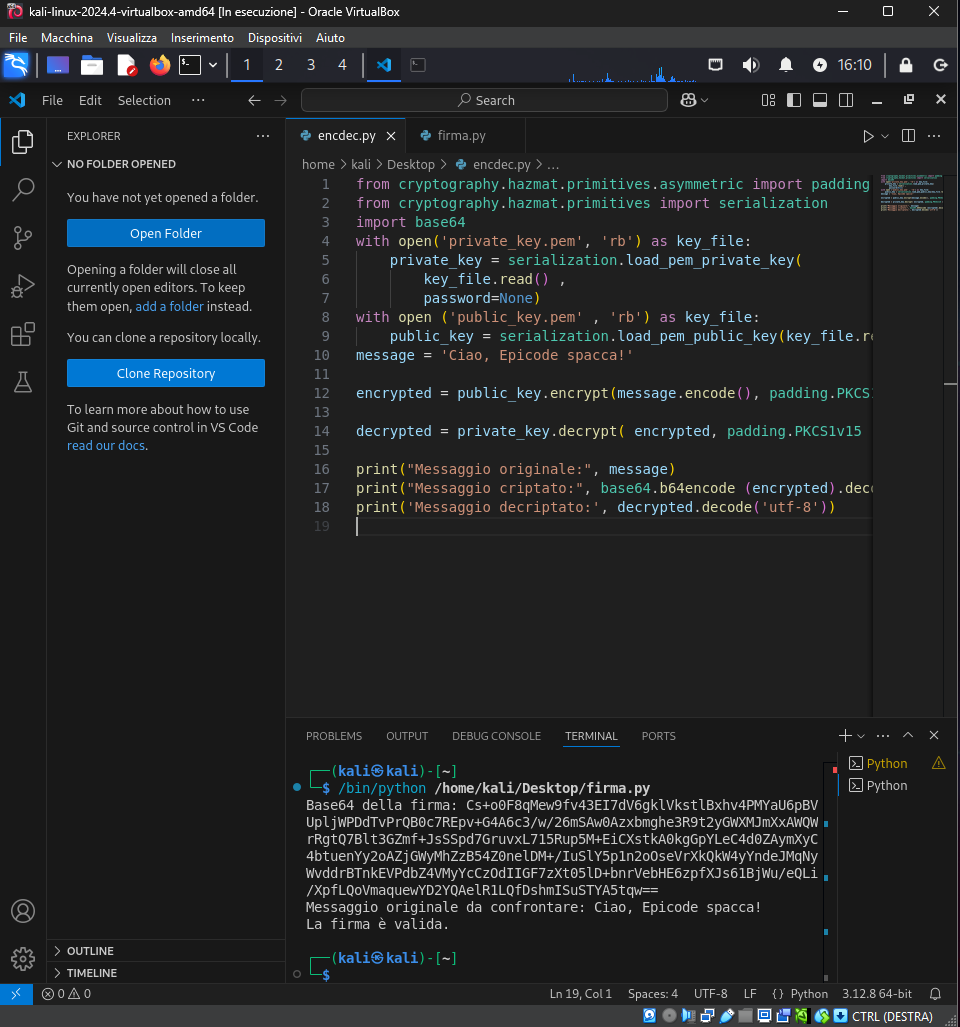 kali-linux-2024.4-virtualbox-amd64 [In esecuzione] - Oracle VirtualBox
File Macchina Visualizza Inserimento Dispositivi Aiuto
1 2 3 4 16:10
File Edit Selection ··· Search
EXPLORER ···
NO FOLDER OPENED
You have not yet opened a folder.
Open Folder
Opening a folder will close all
currently open editors. To keep
them open, add a folder instead.
You can clone a repository locally.
Clone Repository
To learn more about how to use
Git and source control in VS Code
read our docs.
OUTLINE
TIMELINE
encdec.py firma.py
home > kali > Desktop > encdec.py > ...
1 from cryptography.hazmat.primitives.asymmetric import padding
2 from cryptography.hazmat.primitives import serialization
3 import base64
4 with open('private_key.pem', 'rb') as key_file:
5 private_key = serialization.load_pem_private_key(
6 key_file.read() ,
7 password=None)
8 with open ('public_key.pem' , 'rb') as key_file:
9 public_key = serialization.load_pem_public_key(key_file.re
10 message = 'Ciao, Epicode spacca!'
11
12 encrypted = public_key.encrypt(message.encode(), padding.PKCS1
13
14 decrypted = private_key.decrypt( encrypted, padding.PKCS1v15
15
16 print("Messaggio originale:", message)
17 print("Messaggio criptato:", base64.b64encode (encrypted).deco
18 print('Messaggio decriptato:', decrypted.decode('utf-8'))
19
PROBLEMS OUTPUT DEBUG CONSOLE TERMINAL PORTS
Python
Python
┌──(kali㉿kali)-[~]
└─$ /bin/python /home/kali/Desktop/firma.py
Base64 della firma: Cs+o0F8qMew9fv43EI7dV6gklVkstlBxhv4PMYaU6pBV
UpljWPDdTvPrQB0c7REpv+G4A6c3/w/26mSAw0Azxbmghe3R9t2yGWXMJmXxAWQW
rRgtQ7Blt3GZmf+JsSSpd7GruvxL715Rup5M+EiCXstkA0kgGpYLeC4d0ZAymXyC
4btuenYy2oAZjGWyMhZzB54Z0nelDM+/IuSlY5p1n2oOseVrXkQkW4yYndeJMqNy
WvddrBTnkEVPdbZ4VMyYcCzOdIIGF7zXt05lD+bnrVebHE6zpfXJs61BjWu/eQLi
/XpfLQoVmaquewYD2YQAelR1LQfDshmISuSTYA5tqw==
Messaggio originale da confrontare: Ciao, Epicode spacca!
La firma è valida.
┌──(kali㉿kali)-[~]
└─$
0 0 Ln 19, Col 1 Spaces: 4 UTF-8 LF {} Python 3.12.8 64-bit
CTRL (DESTRA)